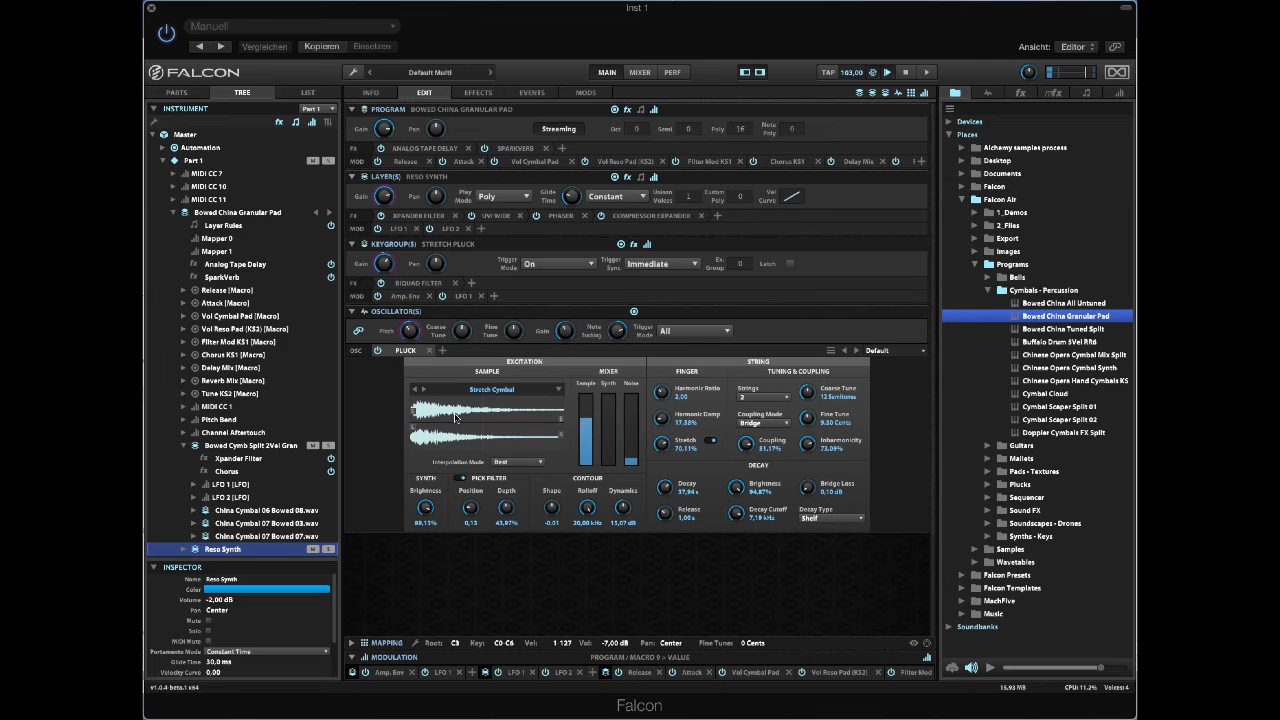 Inst 1
Manuell
Vergleichen Kopieren Einsetzen
Ansicht: Editor
FALCON
Default Multi
MAIN MIXER PERF
TAP 103,00
PARTS TREE LIST
INFO EDIT EFFECTS EVENTS MODS
INSTRUMENT Part 1
Master
Automation
Part 1 M S
MIDI CC 7
MIDI CC 10
MIDI CC 11
Bowed China Granular Pad
Layer Rules
Mapper 0
Mapper 1
Analog Tape Delay
SparkVerb
Release [Macro]
Attack [Macro]
Vol Cymbal Pad [Macro]
Vol Reso Pad (KS2) [Macro]
Filter Mod KS1 [Macro]
Chorus KS1 [Macro]
Delay Mix [Macro]
Reverb Mix [Macro]
Tune KS2 [Macro]
MIDI CC 1
Pitch Bend
Channel Aftertouch
Bowed Cymb Split 2Vel Gran
Xpander Filter
Chorus
LFO 1 [LFO]
LFO 2 [LFO]
China Cymbal 06 Bowed 08.wav
China Cymbal 07 Bowed 03.wav
China Cymbal 07 Bowed 07.wav
Reso Synth M S
INSPECTOR
Name Reso Synth
Color
Volume -2,00 dB
Pan Center
Mute
Solo
MIDI Mute
Portamento Mode Constant Time
Glide Time 30,0 ms
Velocity Curve 0,00
PROGRAM BOWED CHINA GRANULAR PAD
Gain Pan Streaming Oct 0 Semi 0 Poly 16 Note Poly 0
FX ANALOG TAPE DELAY SPARKVERB
MOD Release Attack Vol Cymbal Pad Vol Reso Pad (KS2) Filter Mod KS1 Chorus KS1 Delay Mix
LAYER(S) RESO SYNTH
Gain Pan Play Mode Poly Glide Time Constant Unison Voices 1 Custom Poly 0 Vel Curve
FX XPANDER FILTER UVI WIDE PHASER COMPRESSOR EXPANDER
MOD LFO 1 LFO 2
KEYGROUP(S) STRETCH PLUCK
Gain Pan Trigger Mode On Trigger Sync Immediate Ex. Group 0 Latch
FX BIQUAD FILTER
MOD Amp. Env LFO 1
OSCILLATOR(S)
Pitch Coarse Tune Fine Tune Gain Note Tracking Trigger Mode All
OSC PLUCK Default
EXCITATION STRING
SAMPLE MIXER FINGER TUNING & COUPLING
Stretch Cymbal
Sample Synth Noise
Harmonic Ratio 2,00
Harmonic Damp 17,58%
Stretch 70,11%
Strings 2
Coupling Mode Bridge
Coupling 81,17%
Coarse Tune 12 Semitones
Fine Tune 9,30 Cents
Inharmonicity 73,09%
Interpolation Mode Best
SYNTH PICK FILTER CONTOUR
Brightness Position Depth Shape Rolloff Dynamics
89,13% 0,13 43,97% -0,01 20,00 kHz 15,07 dB
DECAY
Decay 37,94 s
Brightness 94,87%
Bridge Loss 0,10 dB
Release 1,00s
Decay Cutoff 7,19 kHz
Decay Type Shelf
MAPPING Root: C3 Key: C0-C6 Vel: 1-127 Vol: -7,00 dB Pan: Center Fine Tune: 0 Cents
MODULATION PROGRAM / MACRO 9 > VALUE
Amp. Env LFO 1 LFO 1 LFO 2 Release Attack Vol Cymbal Pad Vol Reso Pad (KS2) Filter Mod
Devices
Places
Alchemy samples process
Desktop
Documents
Falcon
Falcon Air
1_Demos
2_Files
Export
Images
Programs
Bells
Cymbals - Percussion
Bowed China All Untuned
Bowed China Granular Pad
Bowed China Tuned Split
Buffalo Drum SVol RR6
Chinese Opera Cymbal Mix Split
Chinese Opera Cymbal Synth
Chinese Opera Hand Cymbals KS
Cymbal Cloud
Cymbal Scaper Split 01
Cymbal Scaper Split 02
Doppler Cymbals FX Split
Guitars
Mallets
Pads - Textures
Plucks
Sequencer
Sound FX
Soundscapes - Drones
Synths - Keys
Samples
Wavetables
Falcon Presets
Falcon Templates
MachFive
Music
Soundbanks
v1.0.4 beta.1 x64
15,93 MB CPU: 11.2% Voices: 4
Falcon